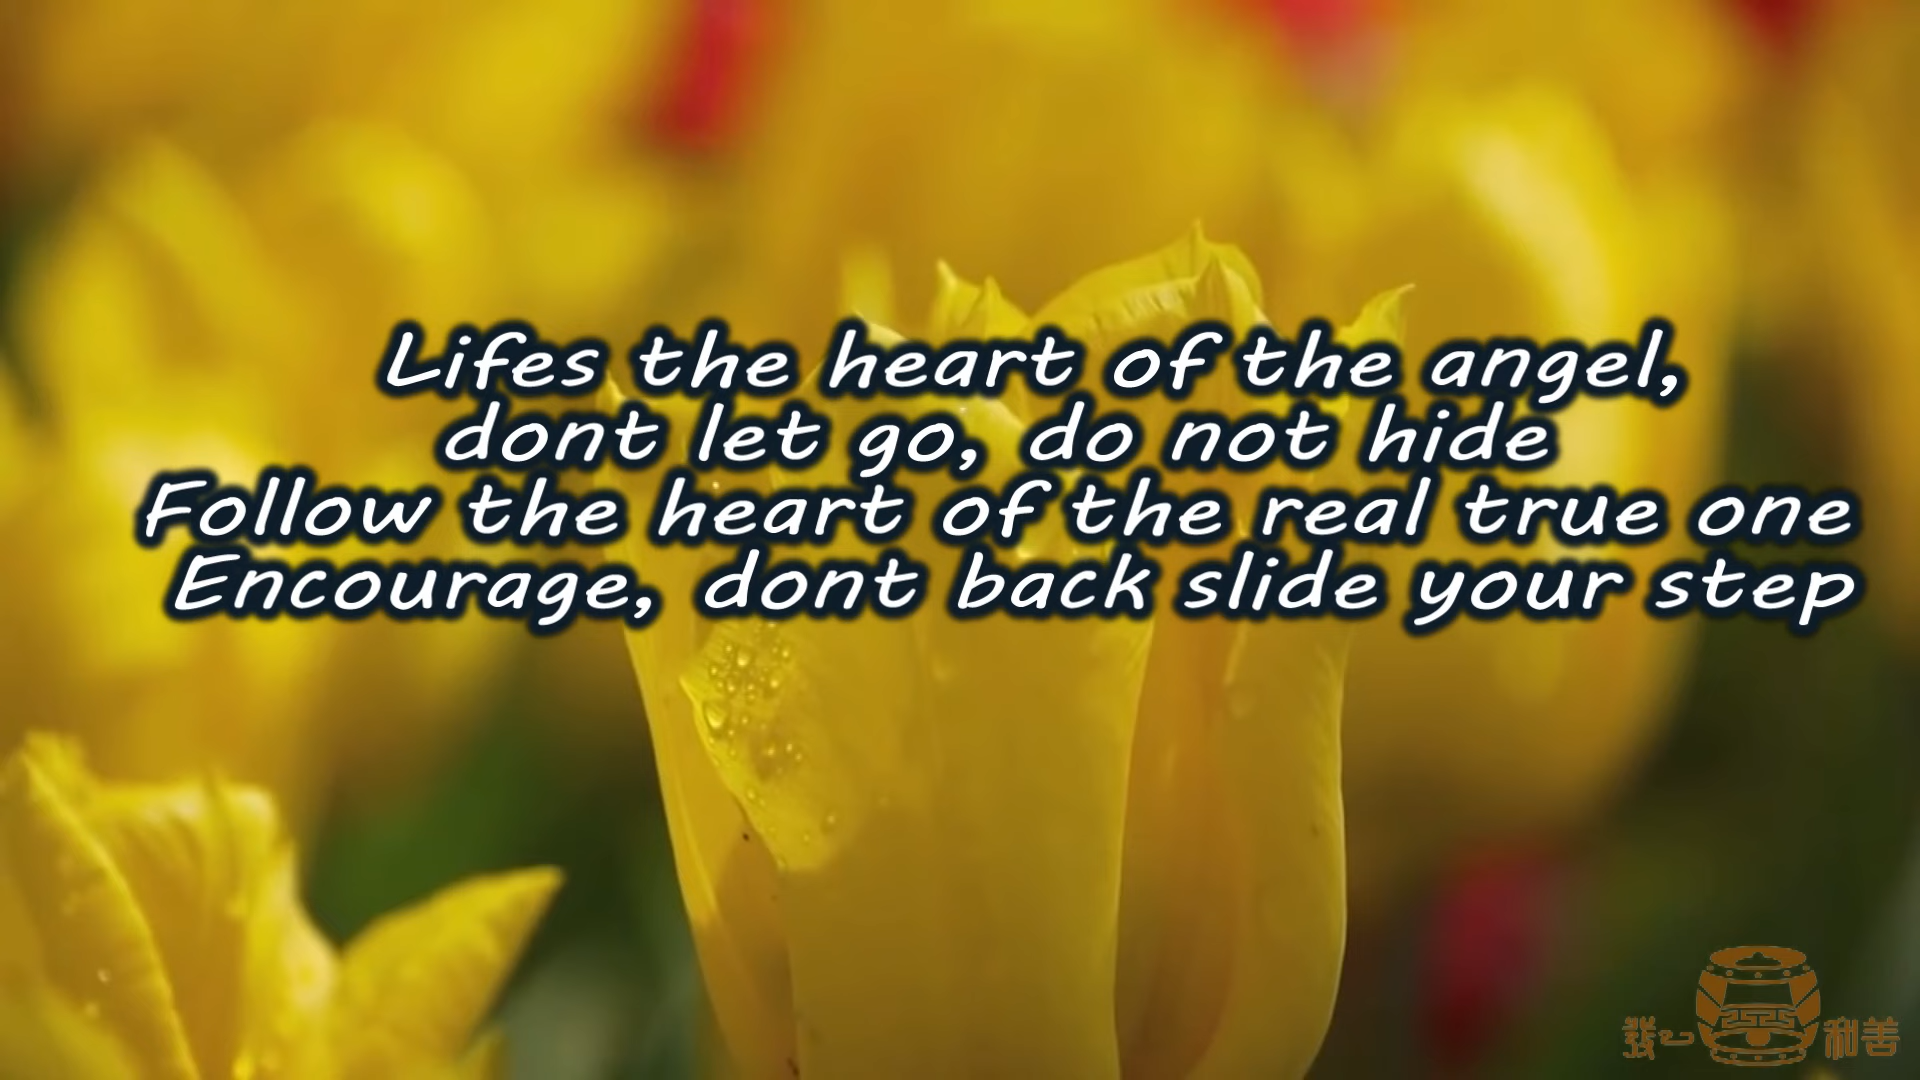 Lifes the heart of the angel,
dont let go, do not hide
Follow the heart of the real true one
Encourage, dont back slide your step
和善